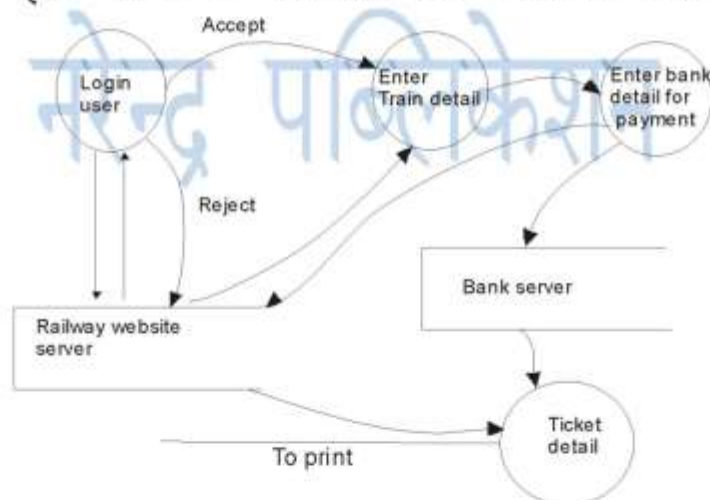 Accept
Login
user
Enter
Train detail
Enter bank
detail for
payment
नरेन्द्र पब्लिकेशन
Reject
Bank server
Railway website
server
Ticket
detail
To print